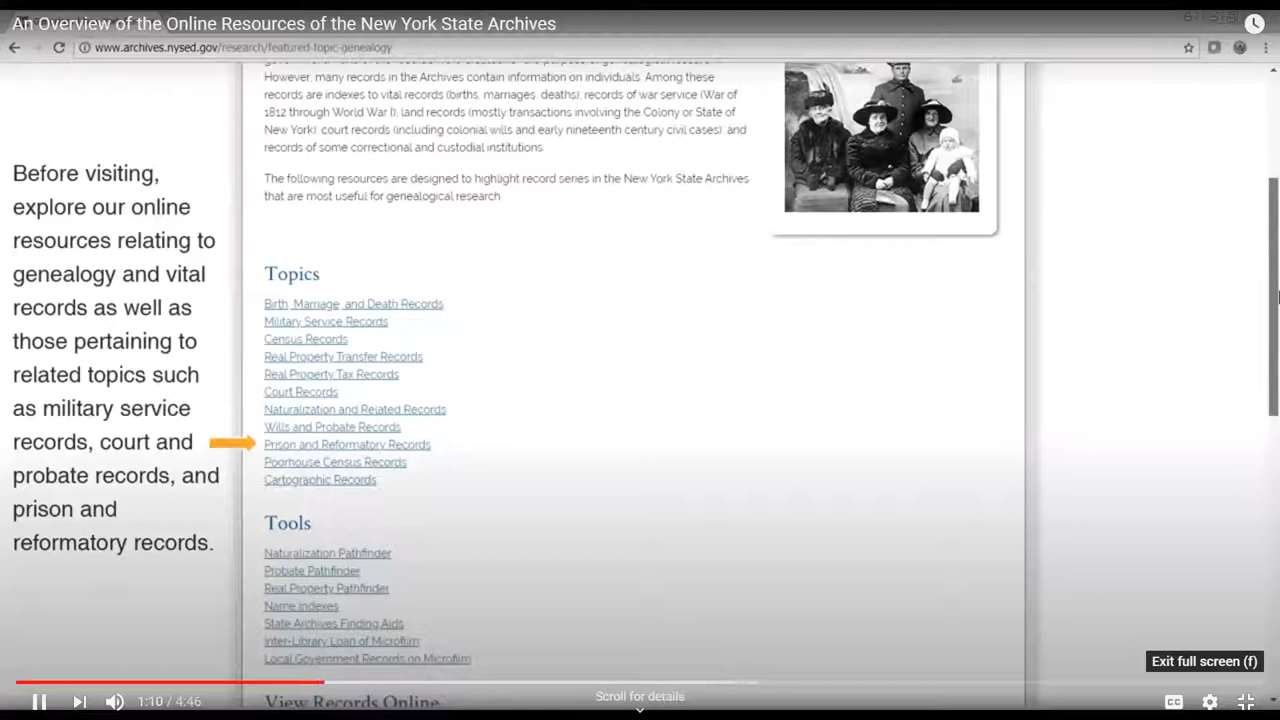 An Overview of the Online Resources of the New York State Archives
www.archives.nysed.gov/research/featured-topic-genealogy
However, many records in the Archives contain information on individuals. Among these
records are indexes to vital records (births, marriages, deaths), records of war service (War of
1812 through World War I), land records (mostly transactions involving the Colony or State of
New York), court records (including colonial wills and early nineteenth century civil cases), and
records of some correctional and custodial institutions.
The following resources are designed to highlight record series in the New York State Archives
that are most useful for genealogical research
Before visiting,
explore our online
resources relating to
genealogy and vital
records as well as
those pertaining to
related topics such
as military service
records, court and
probate records, and
prison and
reformatory records.
Topics
Birth, Marriage, and Death Records
Military Service Records
Census Records
Real Property Transfer Records
Real Property Tax Records
Court Records
Naturalization and Related Records
Wills and Probate Records
Prison and Reformatory Records
Poorhouse Census Records
Cartographic Records
Tools
Naturalization Pathfinder
Probate Pathfinder
Real Property Pathfinder
Name Indexes
State Archives Finding Aids
Inter-Library Loan of Microfilm
Local Government Records on Microfilm
View Records Online
Exit full screen (f)
Scroll for details
1:10 / 4:46
CC